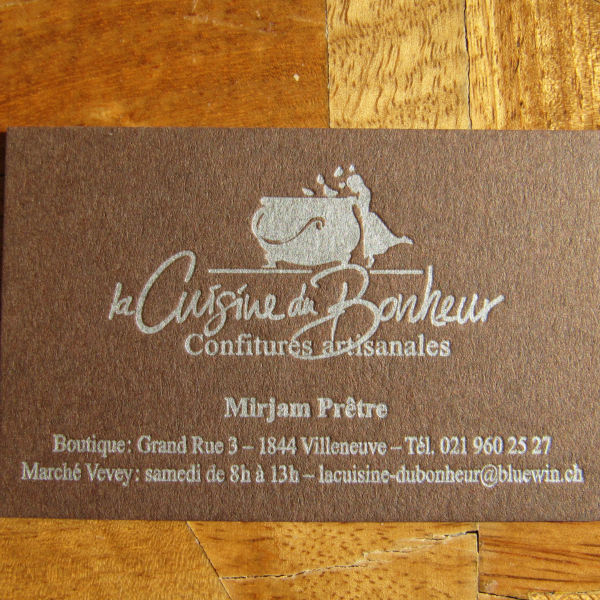 la Cuisine du Bonheur
Confitures artisanales
Mirjam Prêtre
Boutique: Grand Rue 3 – 1844 Villeneuve – Tél. 021 960 25 27
Marché Vevey: samedi de 8h à 13h – lacuisine-dubonheur@bluewin.ch